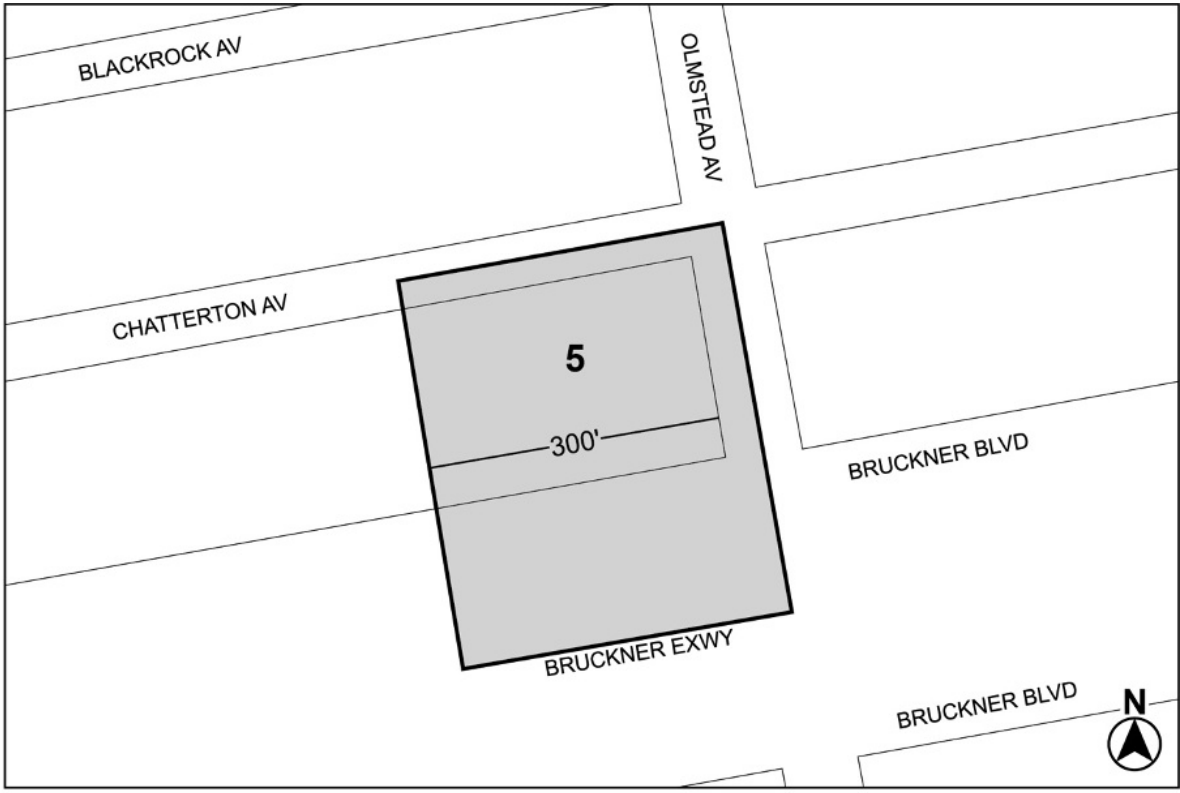 BLACKROCK AV
OLMSTEAD AV
CHATTERTON AV
5
300'
BRUCKNER BLVD
BRUCKNER EXWY
BRUCKNER BLVD
N